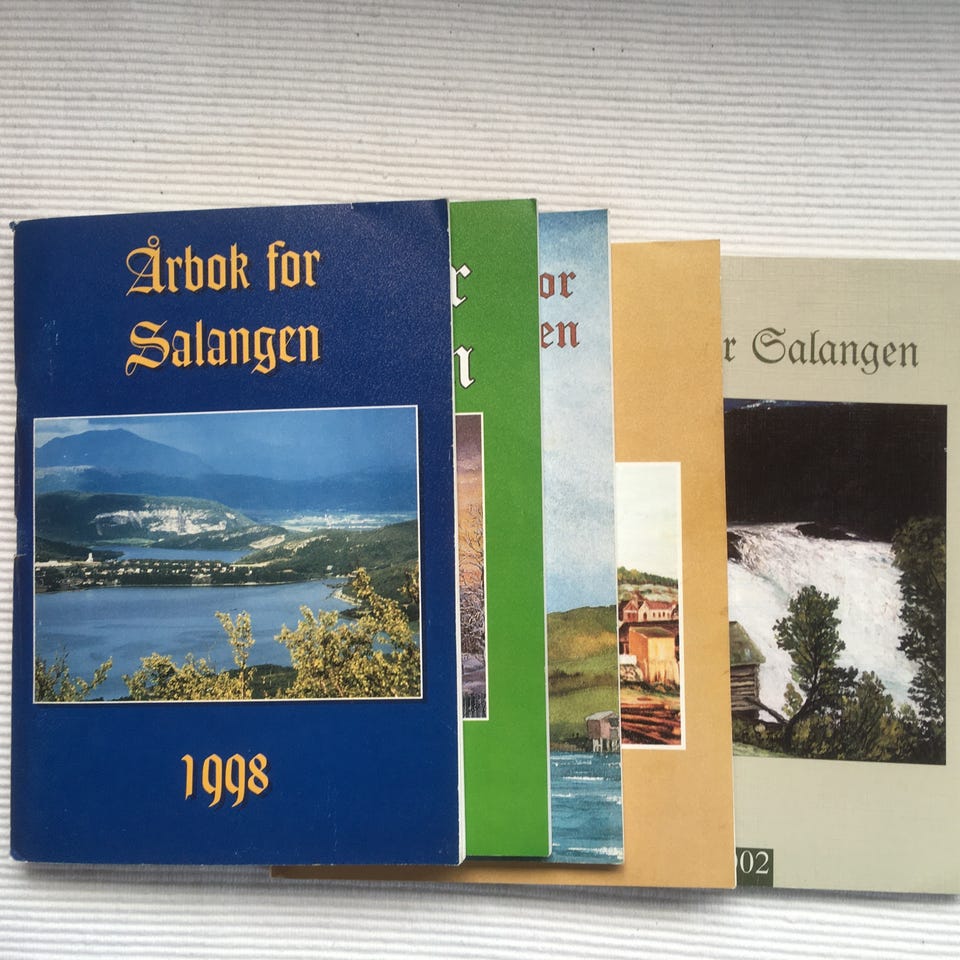 Årbok for
Salangen
1998
r
n
or
en
r Salangen
002